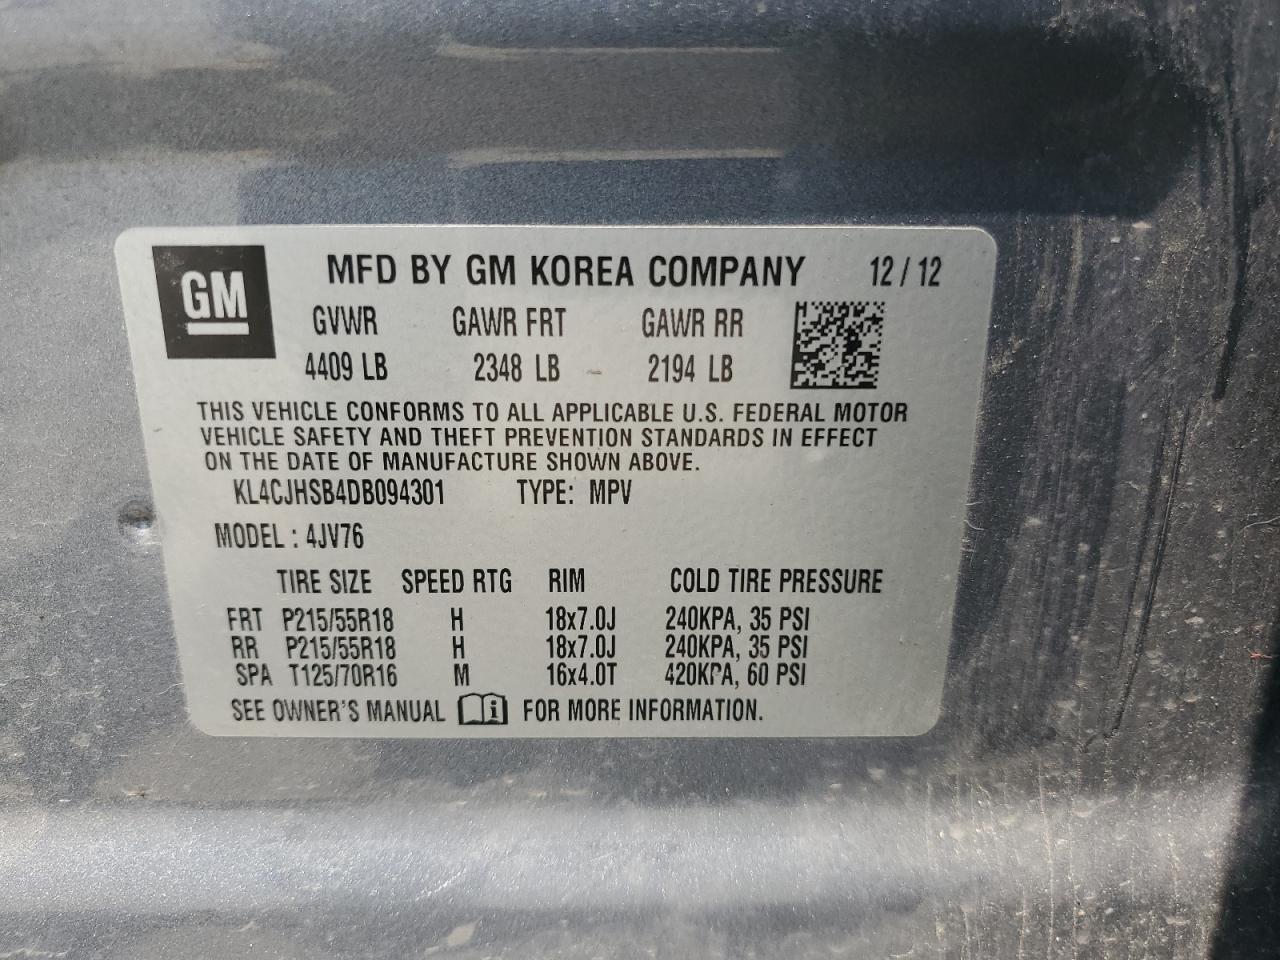 GM
MFD BY GM KOREA COMPANY 12 / 12
GVWR GAWR FRT GAWR RR
4409 LB 2348 LB 2194 LB
THIS VEHICLE CONFORMS TO ALL APPLICABLE U.S. FEDERAL MOTOR
VEHICLE SAFETY AND THEFT PREVENTION STANDARDS IN EFFECT
ON THE DATE OF MANUFACTURE SHOWN ABOVE.
KL4CJHSB4DB094301 TYPE: MPV
MODEL : 4JV76
TIRE SIZE SPEED RTG RIM COLD TIRE PRESSURE
FRT P215/55R18 H 18x7.0J 240KPA, 35 PSI
RR P215/55R18 H 18x7.0J 240KPA, 35 PSI
SPA T125/70R16 M 16x4.0T 420KPA, 60 PSI
SEE OWNER'S MANUAL i FOR MORE INFORMATION.